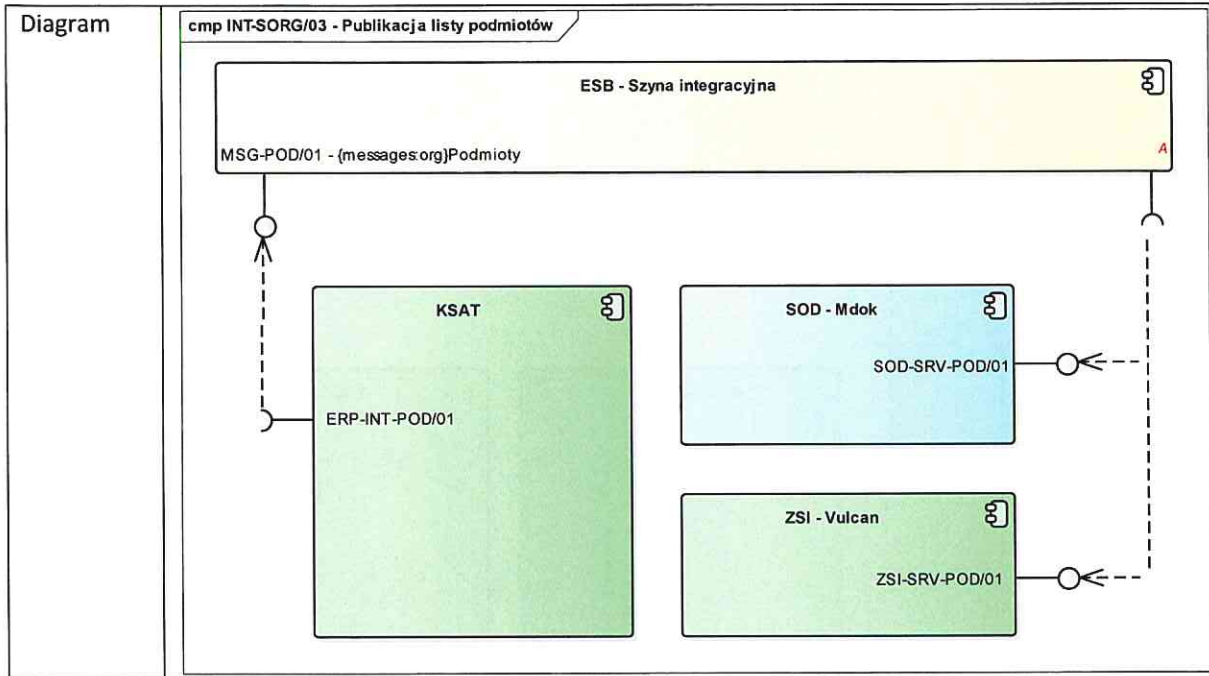 Diagram
cmp INT-SORG/03 - Publikacja listy podmiotów
ESB - Szyna integracyjna
MSG-POD/01 - {messages:org}Podmioty
A
KSAT
ERP-INT-POD/01
SOD - Mdok
SOD-SRV-POD/01
ZSI - Vulcan
ZSI-SRV-POD/01